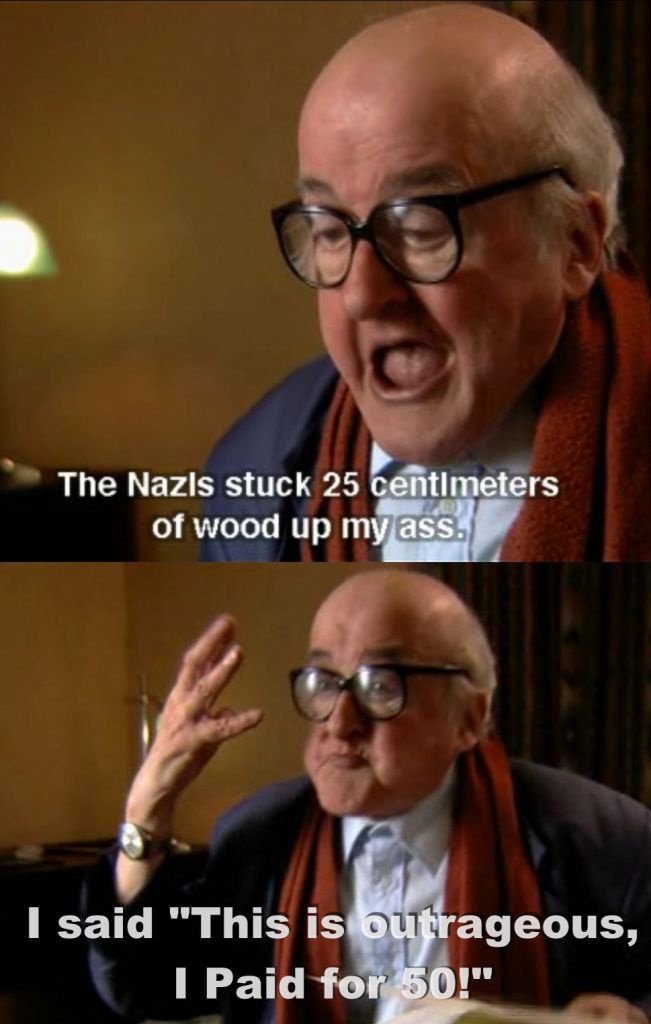 The Nazis stuck 25 centimeters
of wood up my ass.
I said "This is outrageous,
I Paid for 50!"